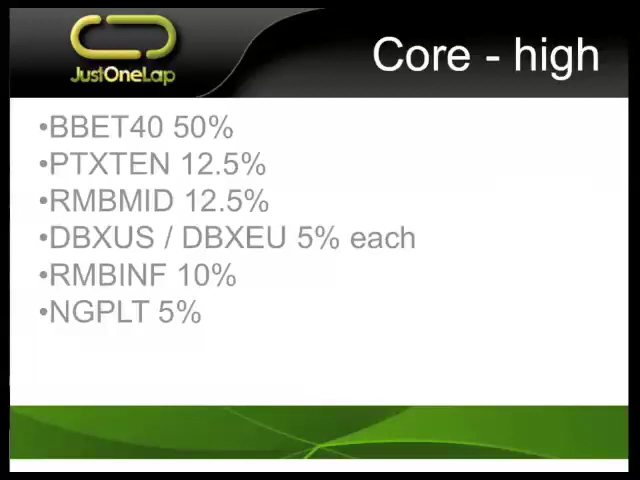 JustOneLap
Core - high
•BBET40 50%
•PTXTEN 12.5%
•RMBMID 12.5%
•DBXUS / DBXEU 5% each
•RMBINF 10%
•NGPLT 5%